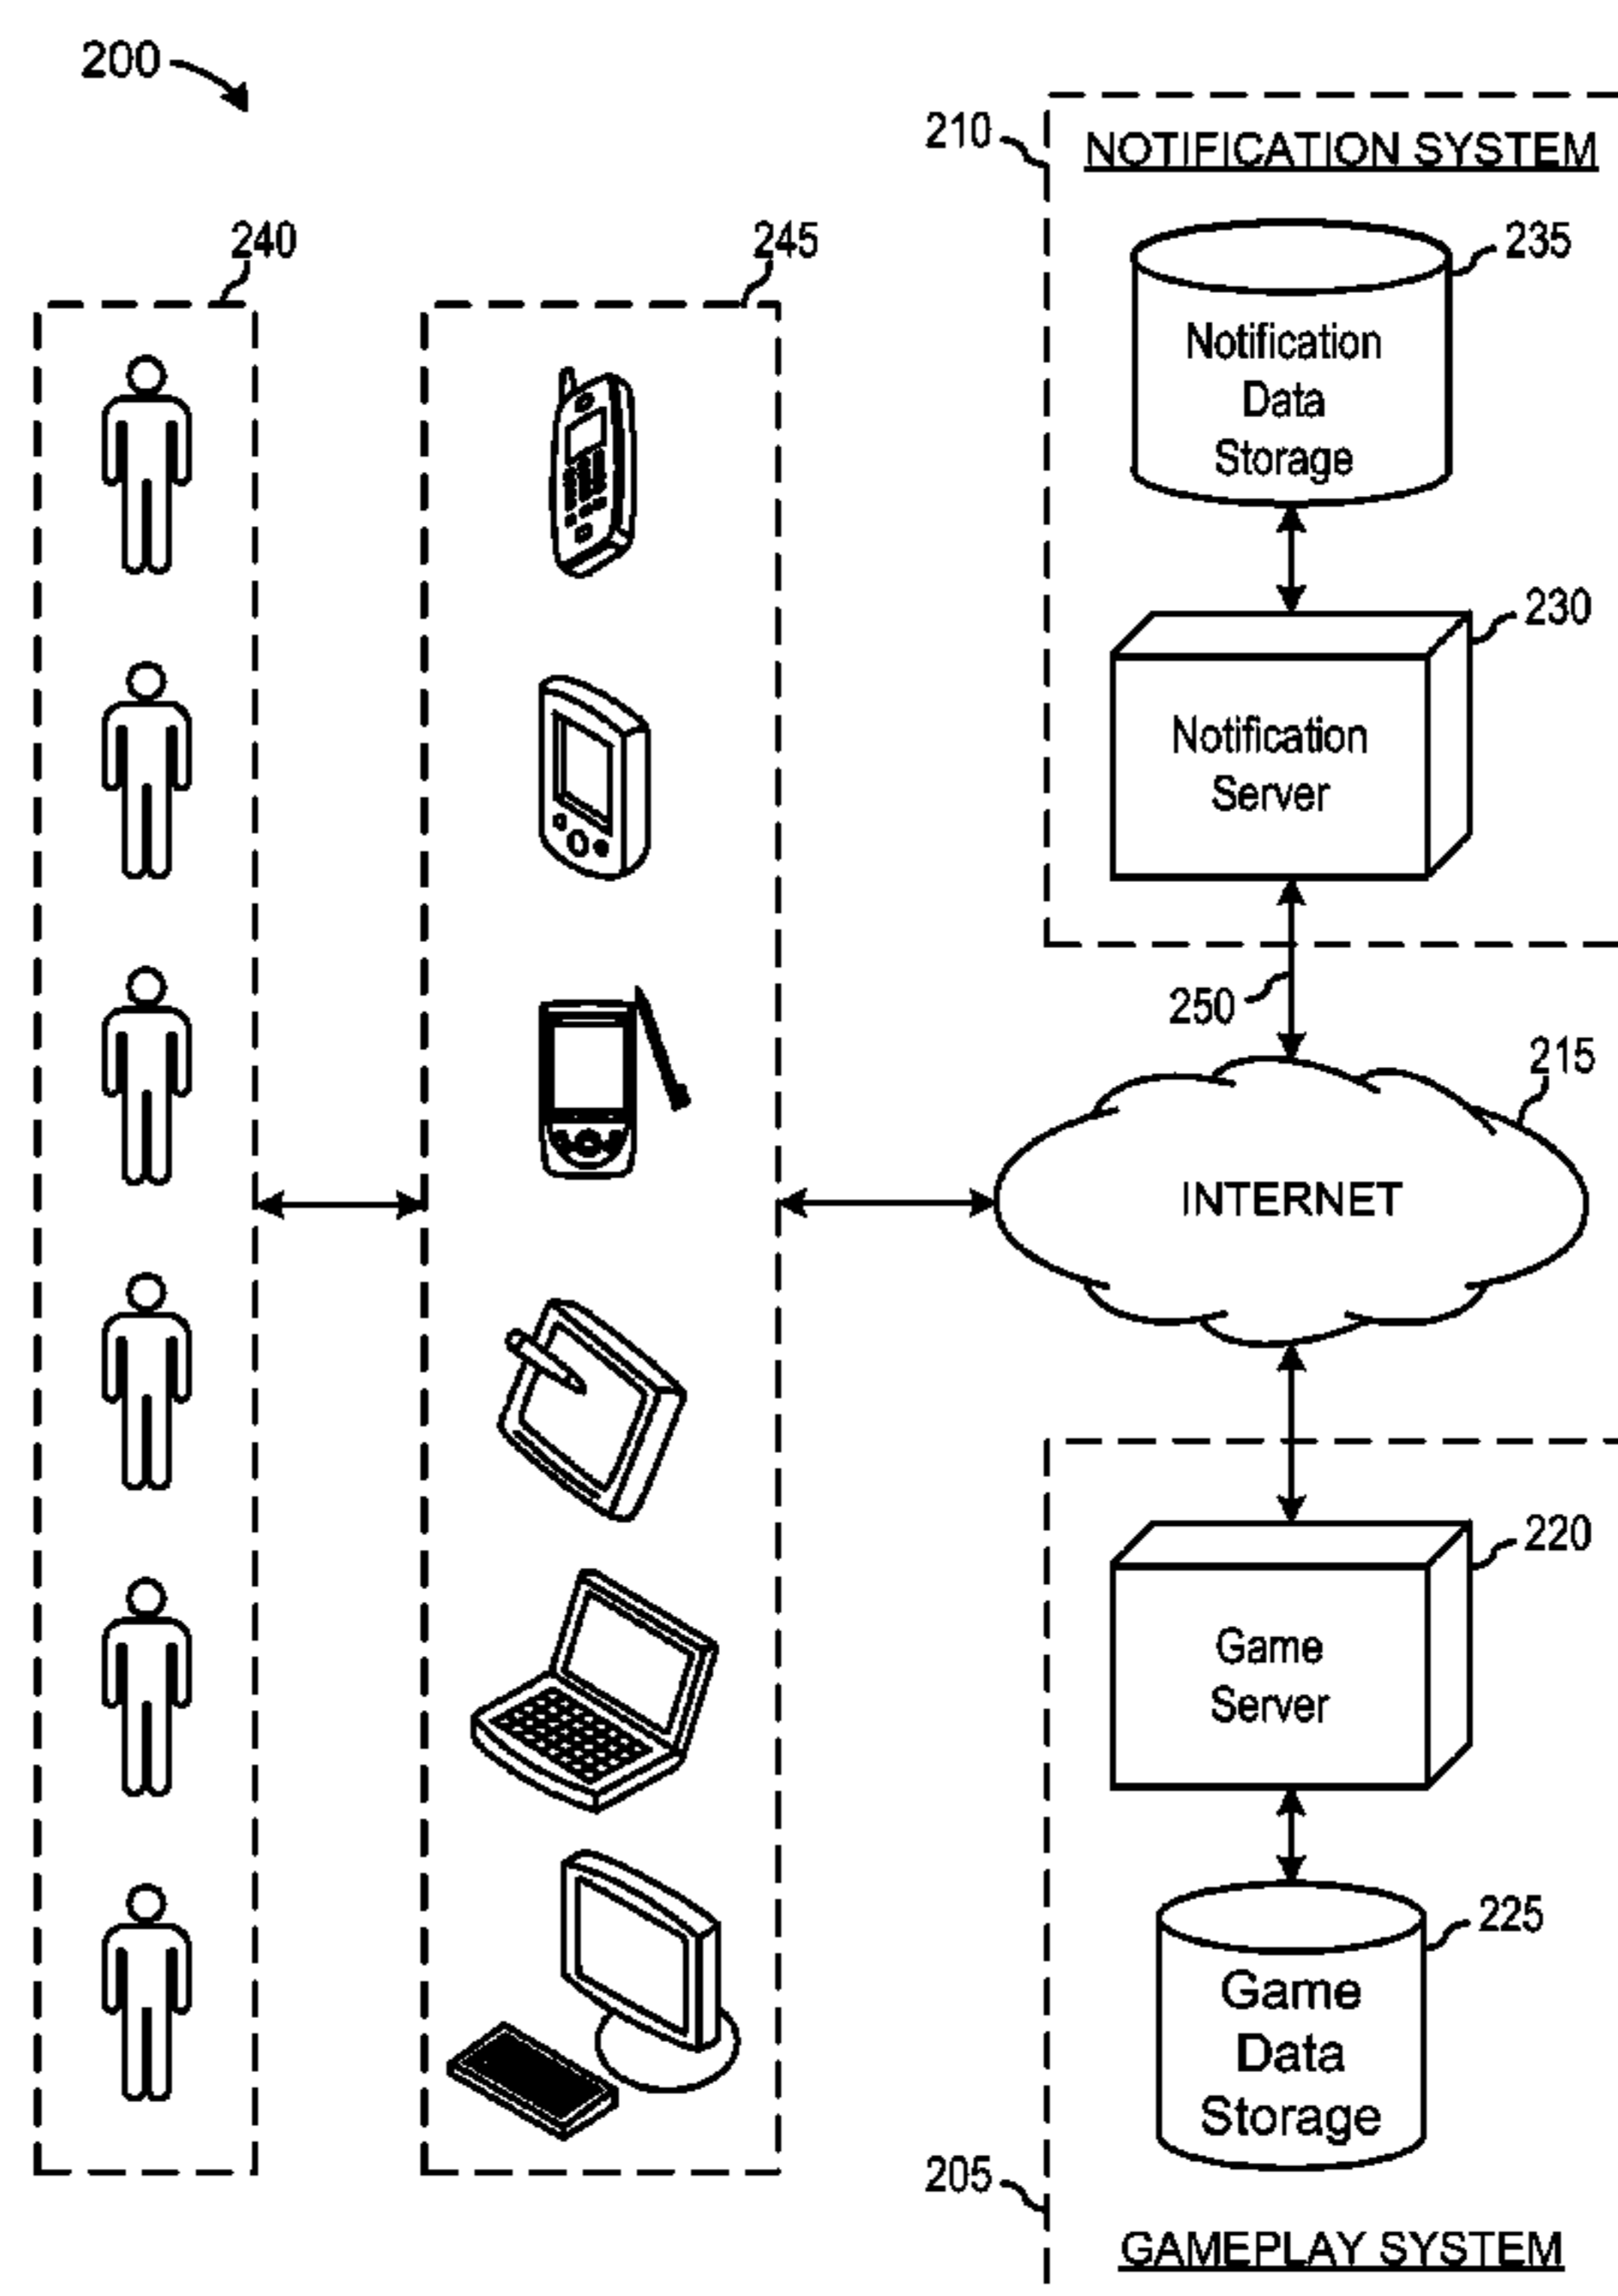 200
210
NOTIFICATION SYSTEM
240
245
235
Notification
Data
Storage
230
Notification
Server
250
215
INTERNET
220
Game
Server
225
Game
Data
Storage
205
GAMEPLAY SYSTEM